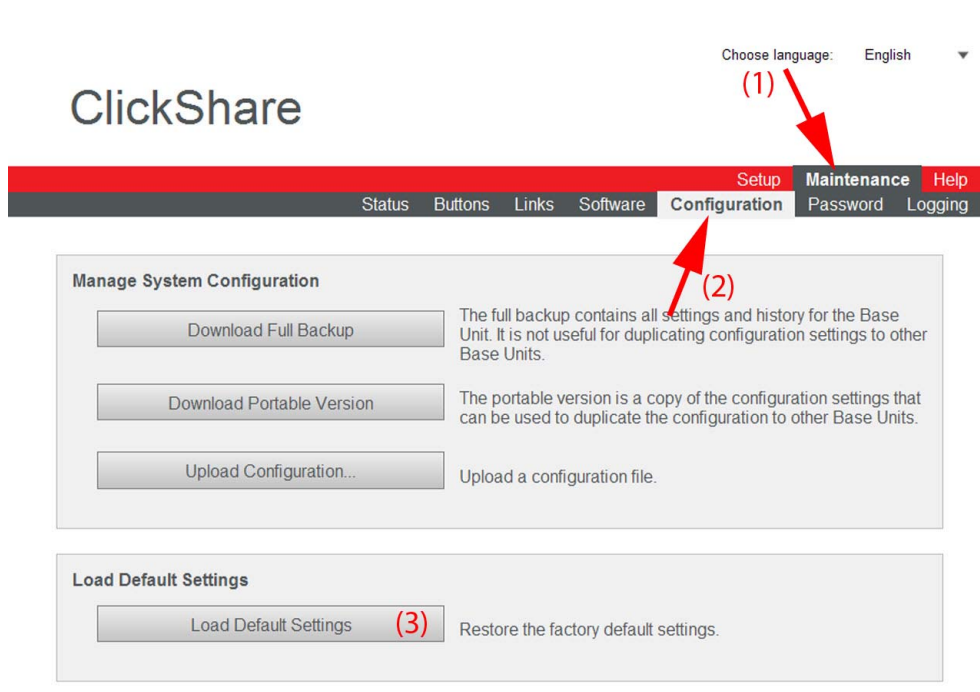 Choose language: English
(1)
ClickShare
Setup Maintenance Help
Status Buttons Links Software Configuration Password Logging
(2)
Manage System Configuration
Download Full Backup
The full backup contains all settings and history for the Base
Unit. It is not useful for duplicating configuration settings to other
Base Units.
Download Portable Version
The portable version is a copy of the configuration settings that
can be used to duplicate the configuration to other Base Units.
Upload Configuration...
Upload a configuration file.
Load Default Settings
Load Default Settings (3)
Restore the factory default settings.